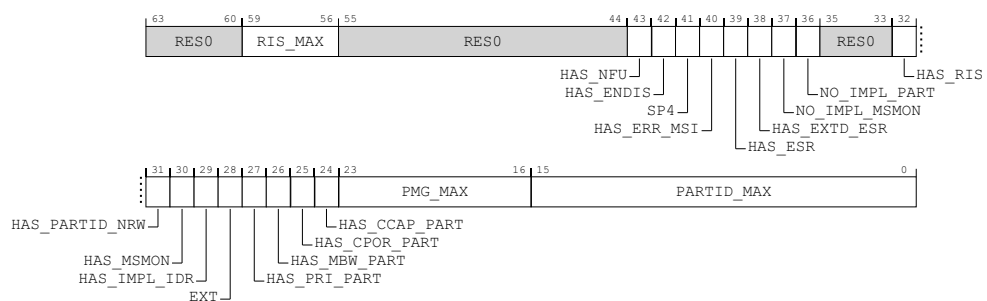 63 60 59 56 55 44 43 42 41 40 39 38 37 36 35 33 32
RES0 RIS_MAX RES0 RES0
HAS_NFU HAS_RIS
HAS_ENDIS NO_IMPL_PART
SP4 NO_IMPL_MSMON
HAS_ERR_MSI HAS_EXTD_ESR
HAS_ESR
31 30 29 28 27 26 25 24 23 16 15 0
PMG_MAX PARTID_MAX
HAS_PARTID_NRW HAS_CCAP_PART
HAS_CPOR_PART
HAS_MSMON HAS_MBW_PART
HAS_IMPL_IDR HAS_PRI_PART
EXT